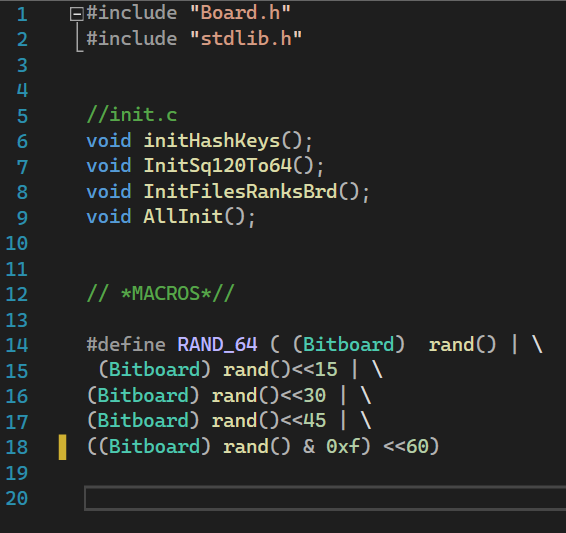 1 #include "Board.h"
2 #include "stdlib.h"
3
4
5 //init.c
6 void initHashKeys();
7 void InitSq120To64();
8 void InitFilesRanksBrd();
9 void AllInit();
10
11
12 // *MACROS*//
13
14 #define RAND_64 ( (Bitboard)  rand() | \
15  (Bitboard) rand()<<15 | \
16 (Bitboard) rand()<<30 | \
17 (Bitboard) rand()<<45 | \
18 ((Bitboard) rand() & 0xf) <<60)
19
20